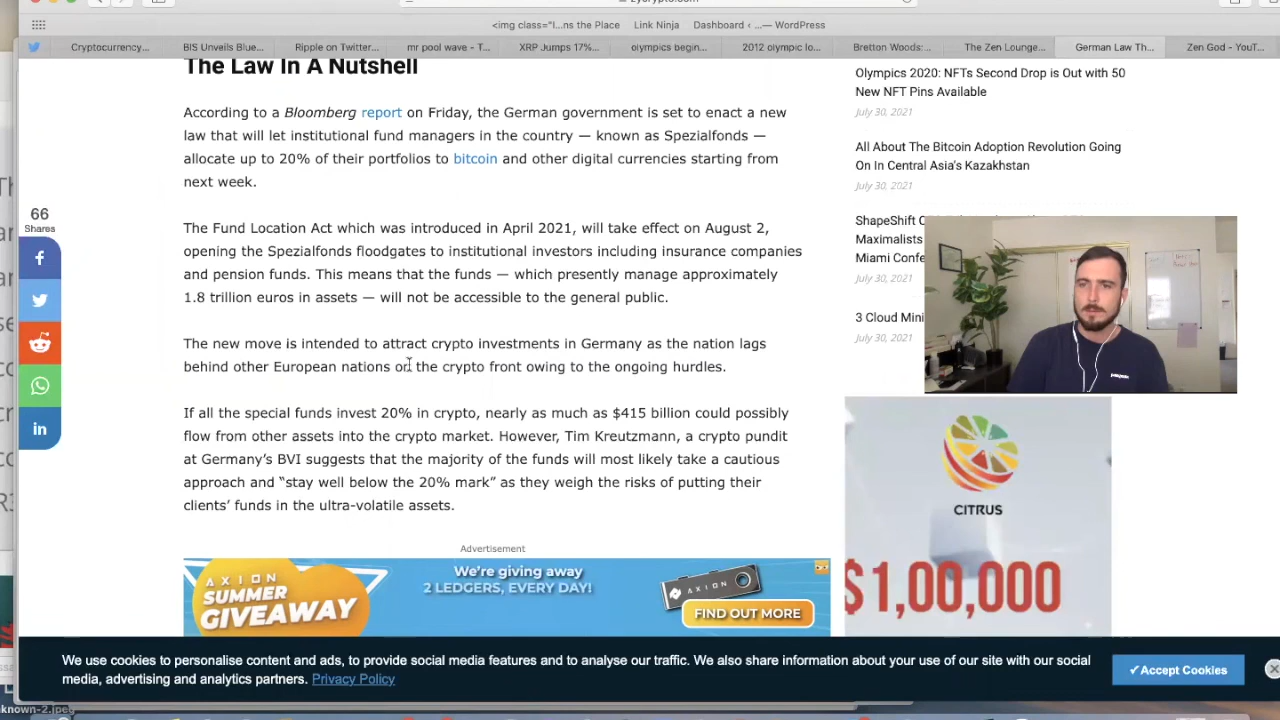 zycrypto.com
<img class="l...ns the Place Link Ninja Dashboard ‹ ... — WordPress
Cryptocurrency... BIS Unveils Blue... Ripple on Twitter... mr pool wave - T... XRP Jumps 17%... olympics begin... 2012 olympic lo... Bretton Woods:... The Zen Lounge... German Law Th... Zen God - YouT...
The Law In A Nutshell
According to a Bloomberg report on Friday, the German government is set to enact a new
law that will let institutional fund managers in the country — known as Spezialfonds —
allocate up to 20% of their portfolios to bitcoin and other digital currencies starting from
next week.
The Fund Location Act which was introduced in April 2021, will take effect on August 2,
opening the Spezialfonds floodgates to institutional investors including insurance companies
and pension funds. This means that the funds — which presently manage approximately
1.8 trillion euros in assets — will not be accessible to the general public.
The new move is intended to attract crypto investments in Germany as the nation lags
behind other European nations on the crypto front owing to the ongoing hurdles.
If all the special funds invest 20% in crypto, nearly as much as $415 billion could possibly
flow from other assets into the crypto market. However, Tim Kreutzmann, a crypto pundit
at Germany's BVI suggests that the majority of the funds will most likely take a cautious
approach and “stay well below the 20% mark” as they weigh the risks of putting their
clients' funds in the ultra-volatile assets.
66
Shares
Advertisement
AXION
SUMMER
GIVEAWAY
We're giving away
2 LEDGERS, EVERY DAY!
AXION
FIND OUT MORE
Olympics 2020: NFTs Second Drop is Out with 50
New NFT Pins Available
July 30, 2021
All About The Bitcoin Adoption Revolution Going
On In Central Asia's Kazakhstan
July 30, 2021
ShapeShift
Maximalists
Miami Confe
July 30, 2021
3 Cloud Mini
July 30, 2021
CITRUS
$1,00,000
We use cookies to personalise content and ads, to provide social media features and to analyse our traffic. We also share information about your use of our site with our social
media, advertising and analytics partners. Privacy Policy
✓Accept Cookies
known-2.jpeg